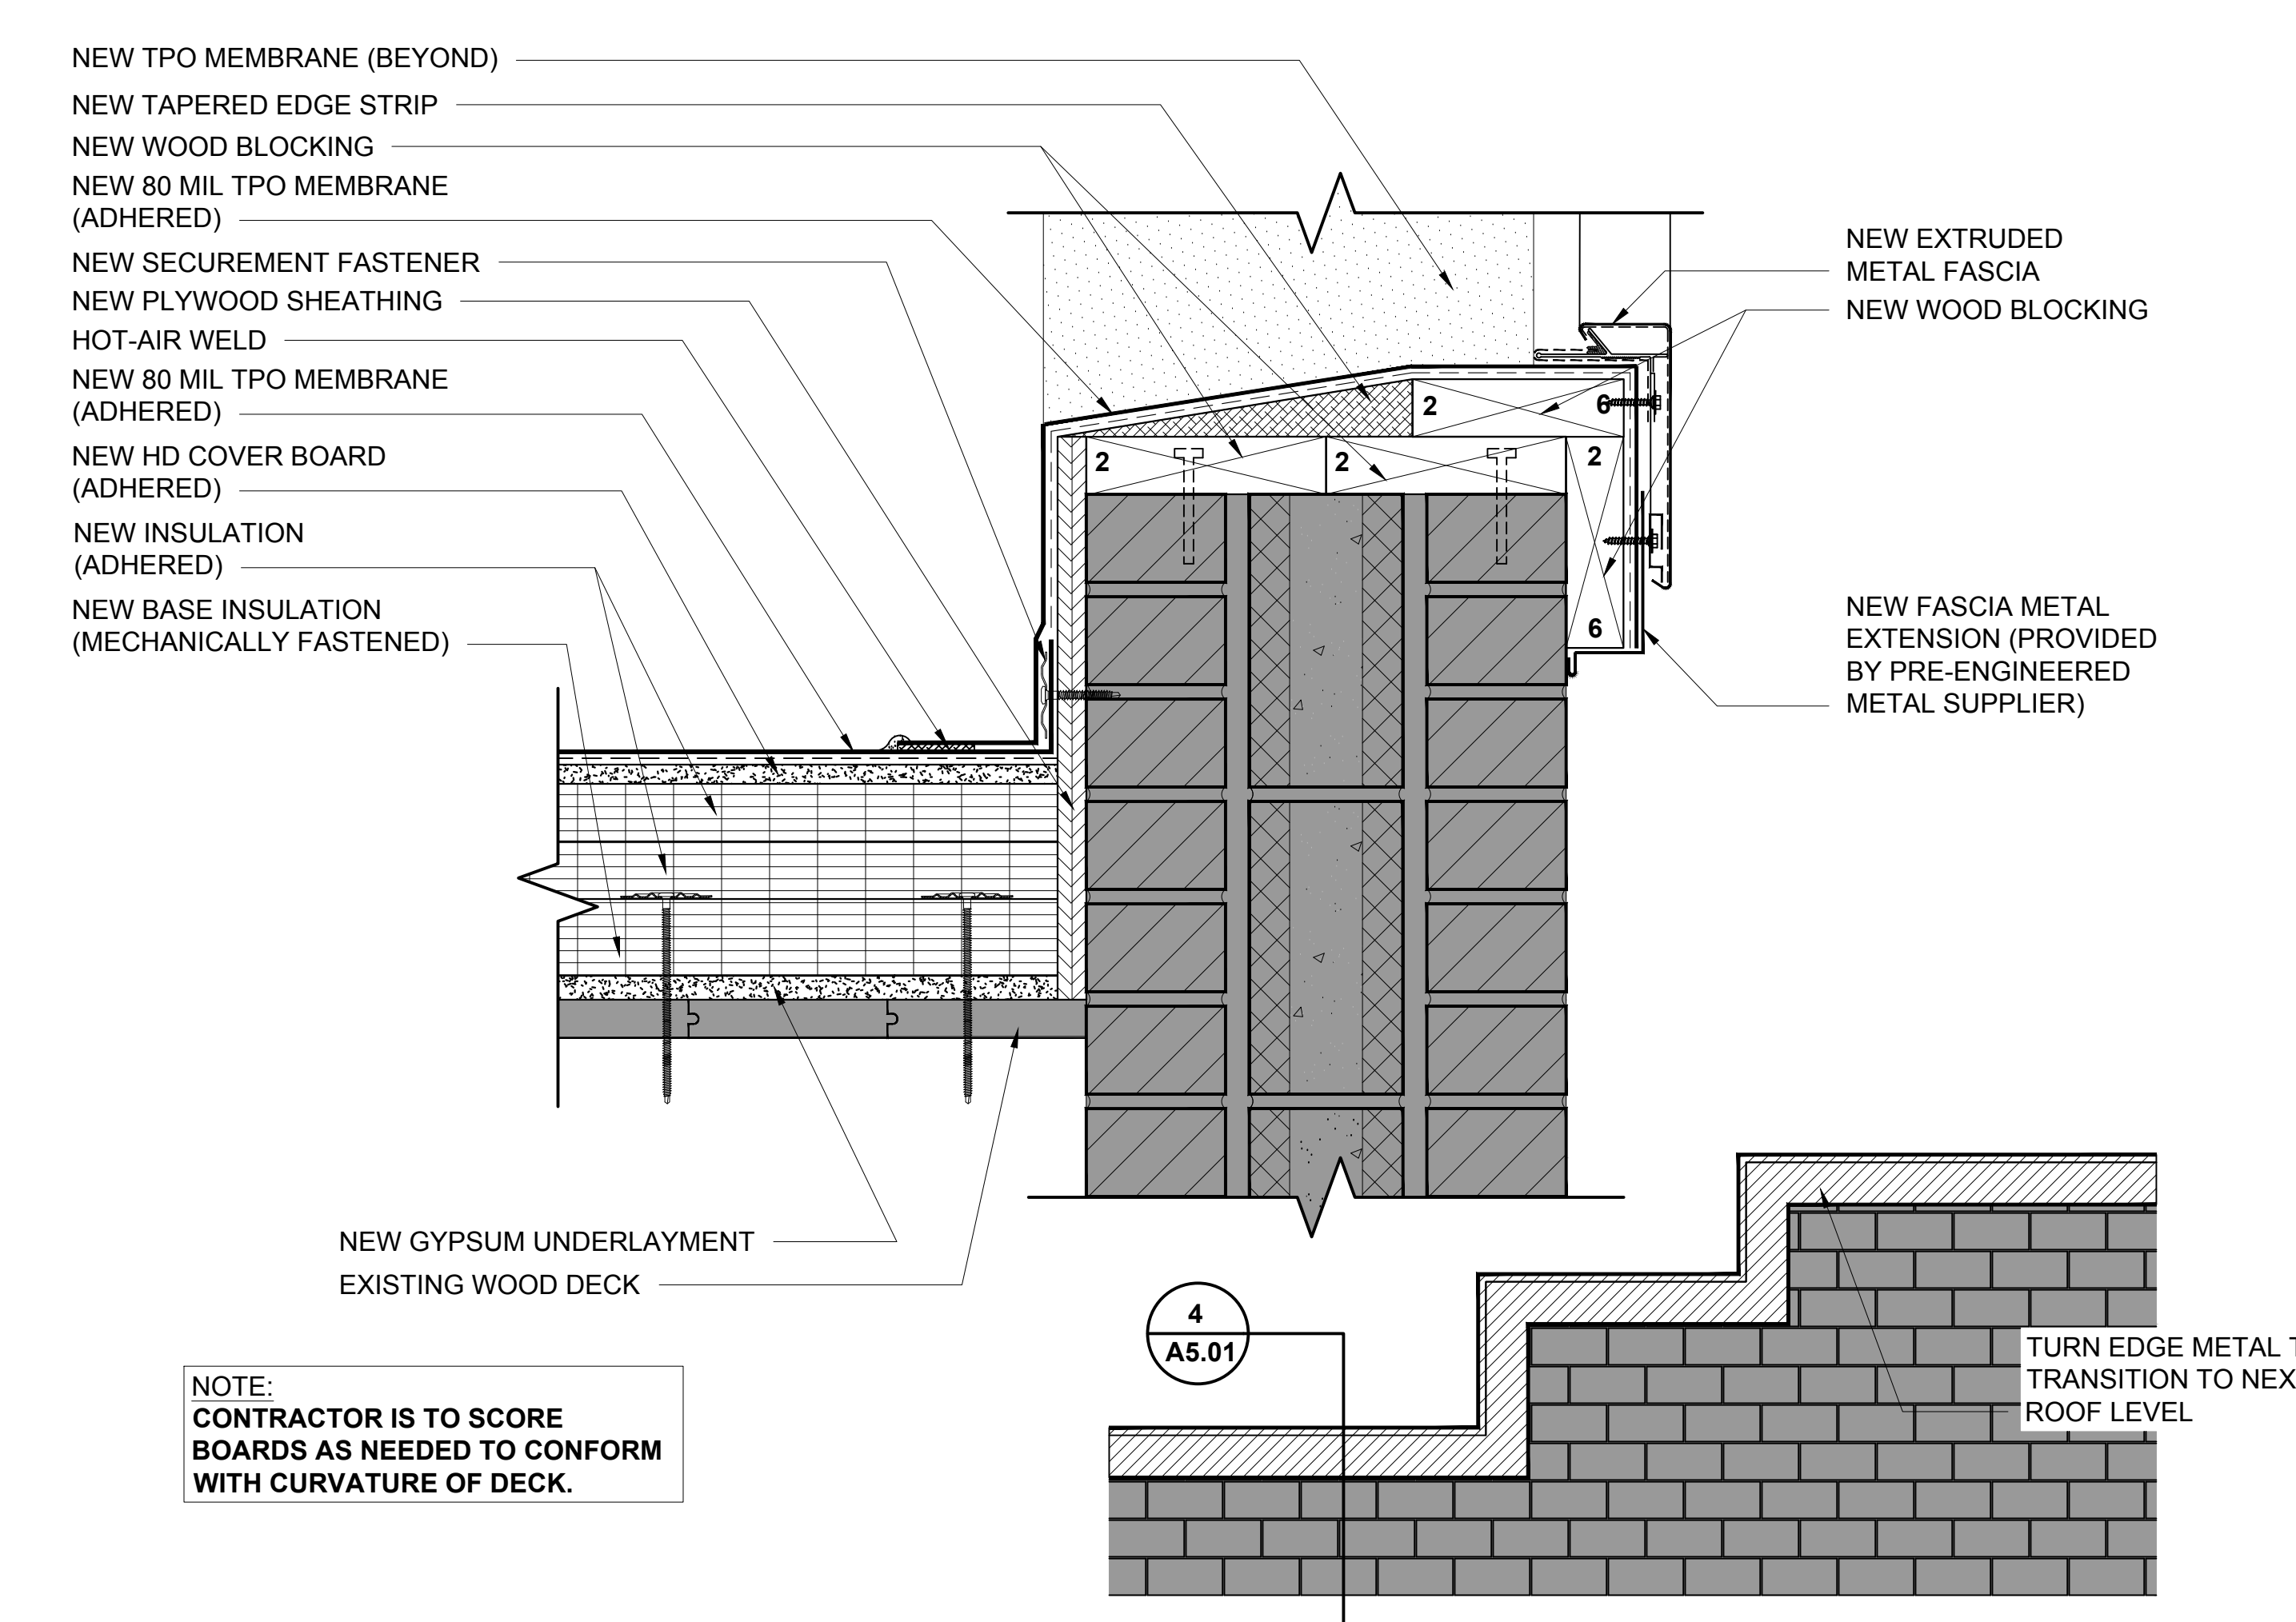 NEW TPO MEMBRANE (BEYOND)
NEW TAPERED EDGE STRIP
NEW WOOD BLOCKING
NEW 80 MIL TPO MEMBRANE
(ADHERED)
NEW SECUREMENT FASTENER
NEW PLYWOOD SHEATHING
HOT-AIR WELD
NEW 80 MIL TPO MEMBRANE
(ADHERED)
NEW HD COVER BOARD
(ADHERED)
NEW INSULATION
(ADHERED)
NEW BASE INSULATION
(MECHANICALLY FASTENED)
NEW EXTRUDED
METAL FASCIA
NEW WOOD BLOCKING
2
6
2
2
2
6
NEW FASCIA METAL
EXTENSION (PROVIDED
BY PRE-ENGINEERED
METAL SUPPLIER)
NEW GYPSUM UNDERLAYMENT
EXISTING WOOD DECK
NOTE:
CONTRACTOR IS TO SCORE
BOARDS AS NEEDED TO CONFORM
WITH CURVATURE OF DECK.
4
A5.01
TURN EDGE METAL
TRANSITION TO
ROOF LEVEL